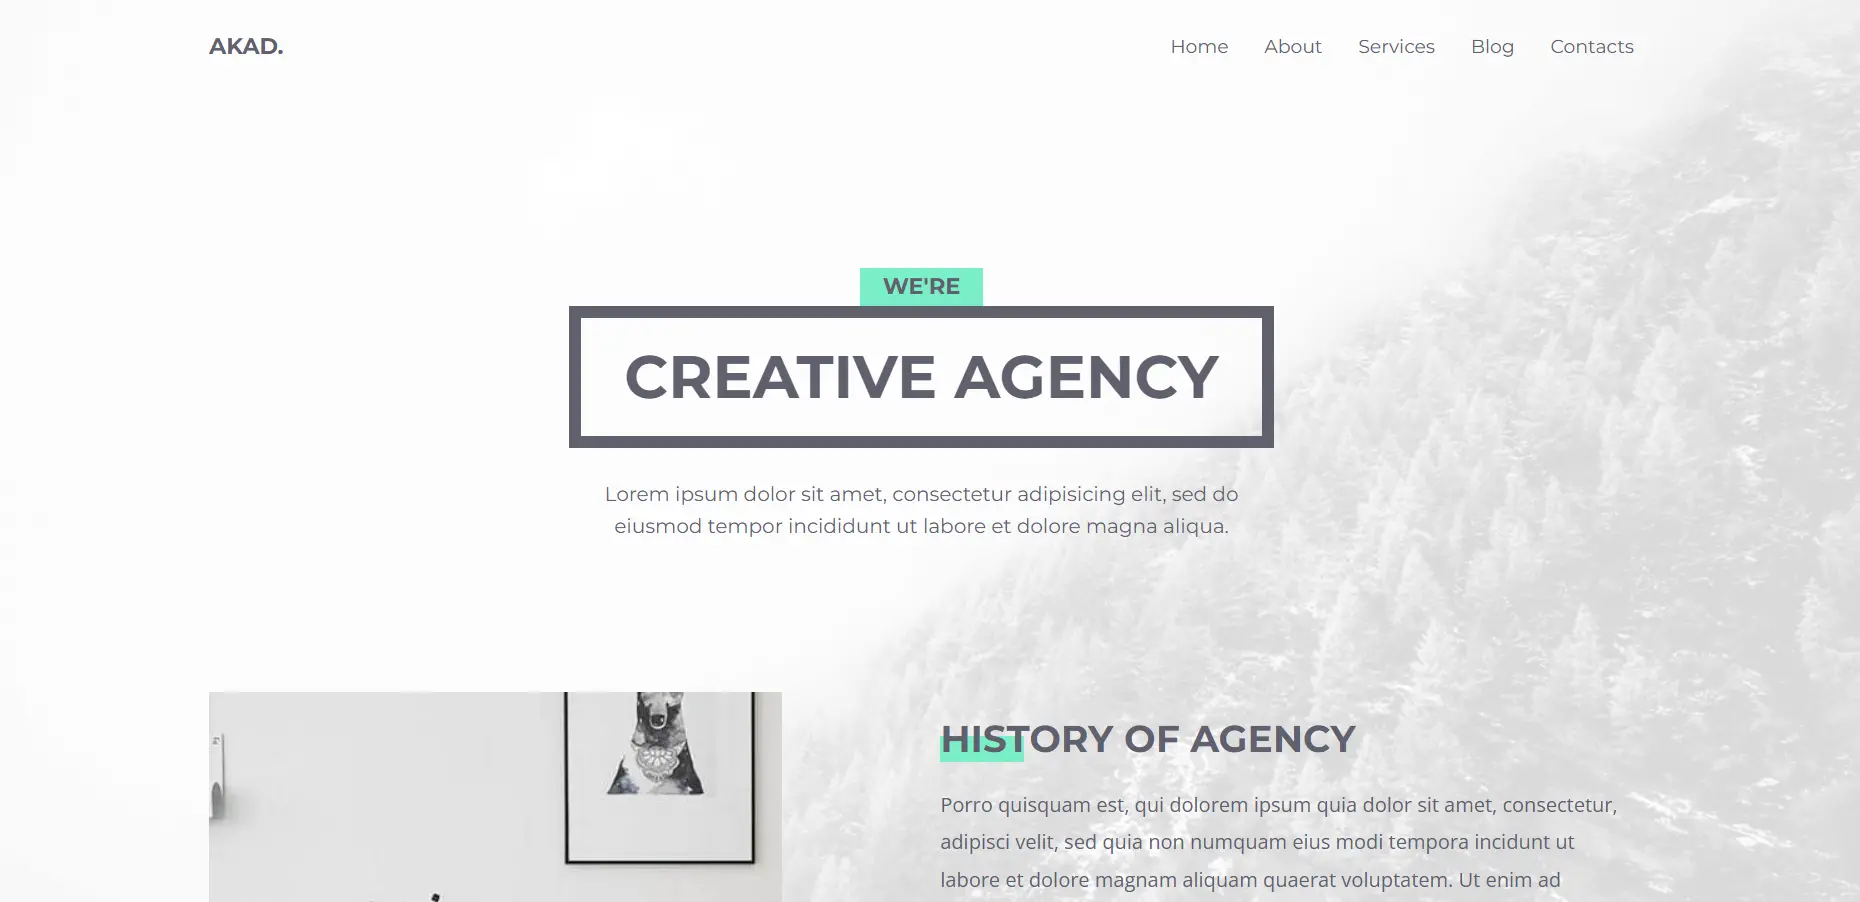 AKAD.
Home About Services Blog Contacts
WE'RE
CREATIVE AGENCY
Lorem ipsum dolor sit amet, consectetur adipisicing elit, sed do
eiusmod tempor incididunt ut labore et dolore magna aliqua.
HISTORY OF AGENCY
Porro quisquam est, qui dolorem ipsum quia dolor sit amet, consectetur,
adipisci velit, sed quia non numquam eius modi tempora incidunt ut
labore et dolore magnam aliquam quaerat voluptatem. Ut enim ad